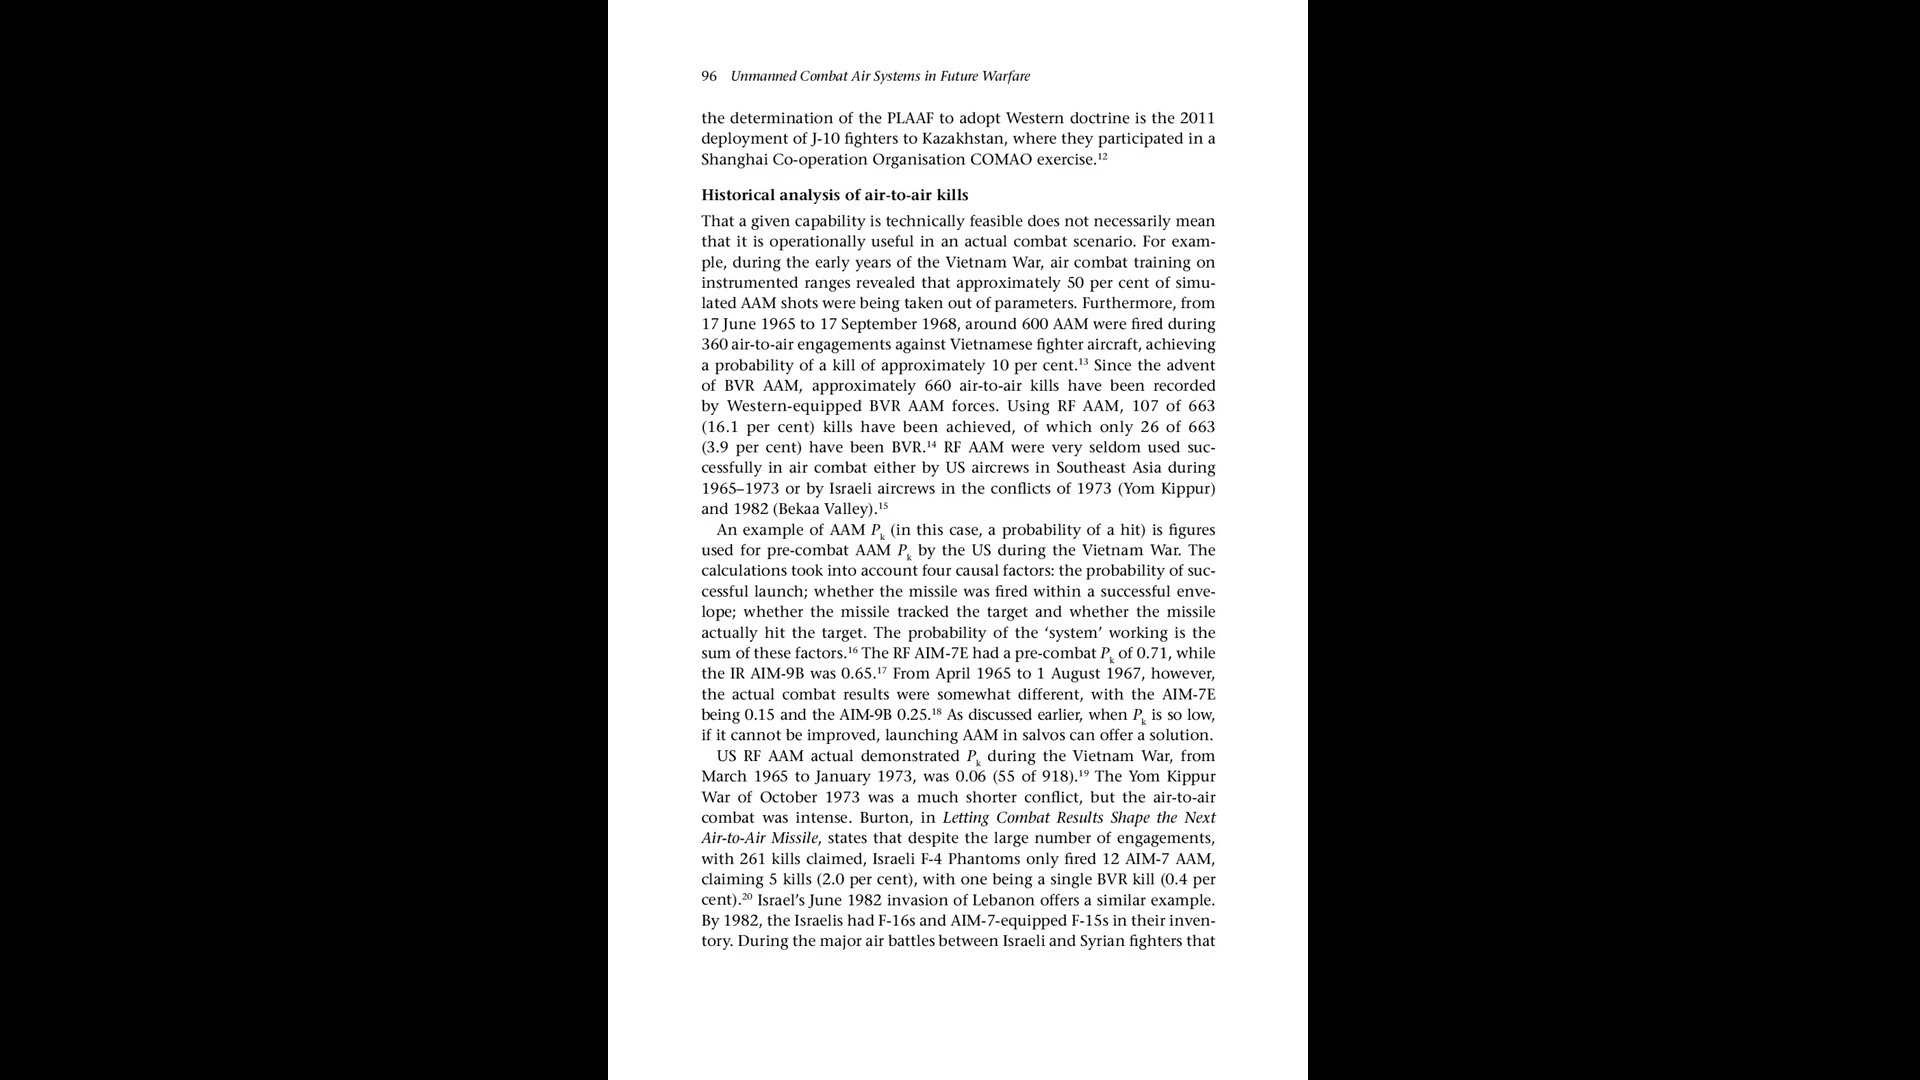 96 Unmanned Combat Air Systems in Future Warfare
the determination of the PLAAF to adopt Western doctrine is the 2011
deployment of J-10 fighters to Kazakhstan, where they participated in a
Shanghai Co-operation Organisation COMAO exercise.12
Historical analysis of air-to-air kills
That a given capability is technically feasible does not necessarily mean
that it is operationally useful in an actual combat scenario. For exam-
ple, during the early years of the Vietnam War, air combat training on
instrumented ranges revealed that approximately 50 per cent of simu-
lated AAM shots were being taken out of parameters. Furthermore, from
17 June 1965 to 17 September 1968, around 600 AAM were fired during
360 air-to-air engagements against Vietnamese fighter aircraft, achieving
a probability of a kill of approximately 10 per cent.13 Since the advent
of BVR AAM, approximately 660 air-to-air kills have been recorded
by Western-equipped BVR AAM forces. Using RF AAM, 107 of 663
(16.1 per cent) kills have been achieved, of which only 26 of 663
(3.9 per cent) have been BVR.14 RF AAM were very seldom used suc-
cessfully in air combat either by US aircrews in Southeast Asia during
1965–1973 or by Israeli aircrews in the conflicts of 1973 (Yom Kippur)
and 1982 (Bekaa Valley).15
An example of AAM Pk (in this case, a probability of a hit) is figures
used for pre-combat AAM Pk by the US during the Vietnam War. The
calculations took into account four causal factors: the probability of suc-
cessful launch; whether the missile was fired within a successful enve-
lope; whether the missile tracked the target and whether the missile
actually hit the target. The probability of the ‘system’ working is the
sum of these factors.16 The RF AIM-7E had a pre-combat Pk of 0.71, while
the IR AIM-9B was 0.65.17 From April 1965 to 1 August 1967, however,
the actual combat results were somewhat different, with the AIM-7E
being 0.15 and the AIM-9B 0.25.18 As discussed earlier, when Pk is so low,
if it cannot be improved, launching AAM in salvos can offer a solution.
US RF AAM actual demonstrated Pk during the Vietnam War, from
March 1965 to January 1973, was 0.06 (55 of 918).19 The Yom Kippur
War of October 1973 was a much shorter conflict, but the air-to-air
combat was intense. Burton, in Letting Combat Results Shape the Next
Air-to-Air Missile, states that despite the large number of engagements,
with 261 kills claimed, Israeli F-4 Phantoms only fired 12 AIM-7 AAM,
claiming 5 kills (2.0 per cent), with one being a single BVR kill (0.4 per
cent).20 Israel’s June 1982 invasion of Lebanon offers a similar example.
By 1982, the Israelis had F-16s and AIM-7-equipped F-15s in their inven-
tory. During the major air battles between Israeli and Syrian fighters that